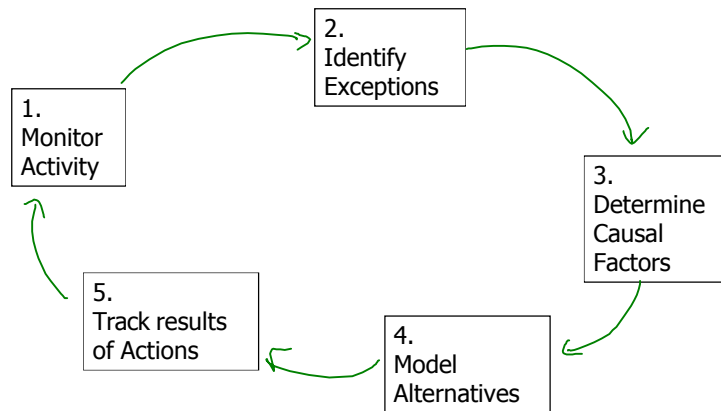 1.
Monitor
Activity
2.
Identify
Exceptions
3.
Determine
Causal
Factors
4.
Model
Alternatives
5.
Track results
of Actions